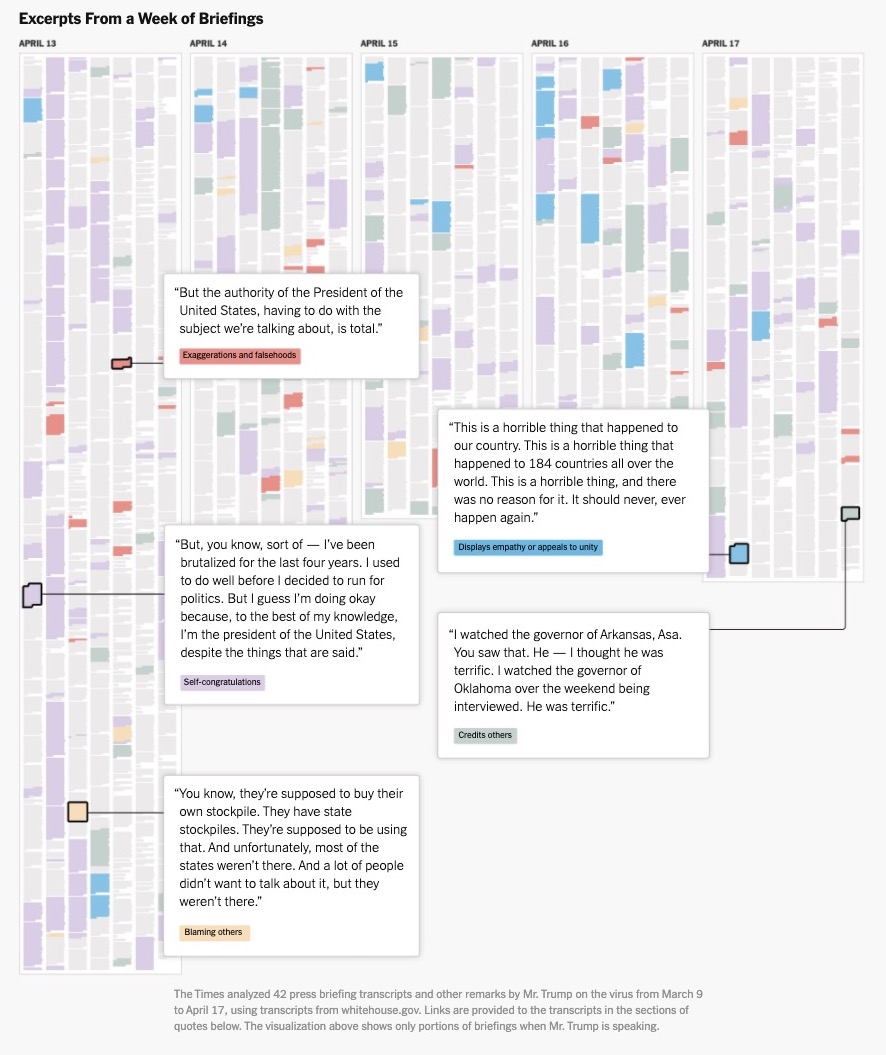 Excerpts From a Week of Briefings
APRIL 13
APRIL 14
APRIL 15
APRIL 16
APRIL 17
“But the authority of the President of the
United States, having to do with the
subject we’re talking about, is total.”
Exaggerations and falsehoods
“This is a horrible thing that happened to
our country. This is a horrible thing that
happened to 184 countries all over the
world. This is a horrible thing, and there
was no reason for it. It should never, ever
happen again.”
Displays empathy or appeals to unity
“But, you know, sort of — I’ve been
brutalized for the last four years. I used
to do well before I decided to run for
politics. But I guess I’m doing okay
because, to the best of my knowledge,
I’m the president of the United States,
despite the things that are said.”
Self-congratulations
“I watched the governor of Arkansas, Asa.
You saw that. He — I thought he was
terrific. I watched the governor of
Oklahoma over the weekend being
interviewed. He was terrific.”
Credits others
“You know, they’re supposed to buy their
own stockpile. They have state
stockpiles. They’re supposed to be using
that. And unfortunately, most of the
states weren’t there. And a lot of people
didn’t want to talk about it, but they
weren’t there.”
Blaming others
The Times analyzed 42 press briefing transcripts and other remarks by Mr. Trump on the virus from March 9
to April 17, using transcripts from whitehouse.gov. Links are provided to the transcripts in the sections of
quotes below. The visualization above shows only portions of briefings when Mr. Trump is speaking.